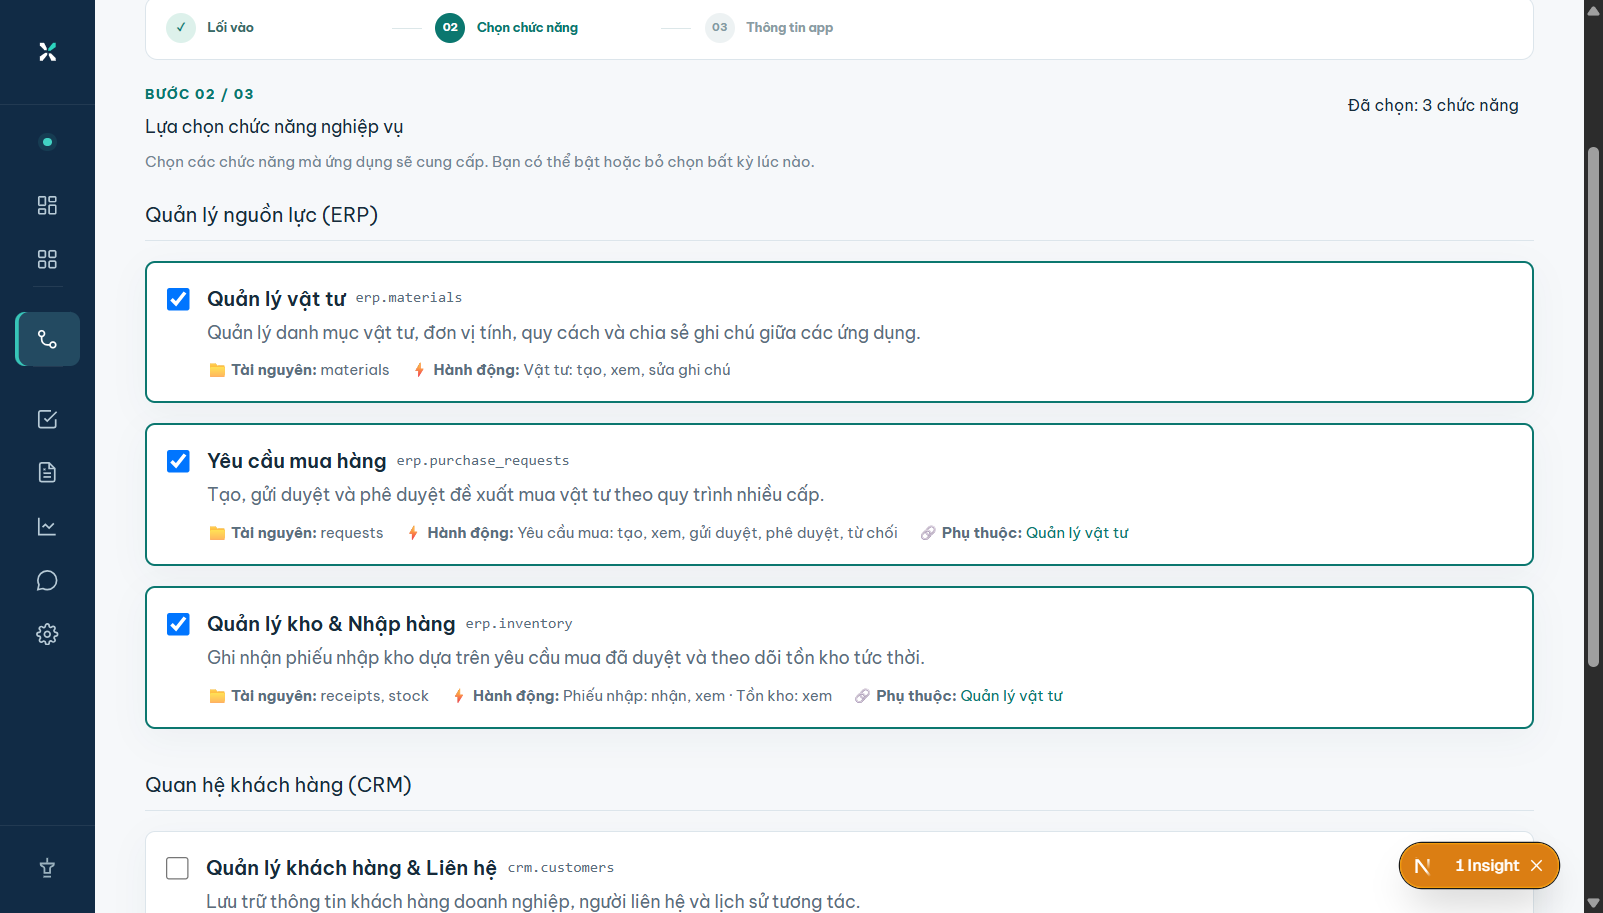 Lối vào
02 Chọn chức năng
03 Thông tin app
BƯỚC 02 / 03
Lựa chọn chức năng nghiệp vụ
Chọn các chức năng mà ứng dụng sẽ cung cấp. Bạn có thể bật hoặc bỏ chọn bất kỳ lúc nào.
Đã chọn: 3 chức năng
Quản lý nguồn lực (ERP)
Quản lý vật tư erp.materials
Quản lý danh mục vật tư, đơn vị tính, quy cách và chia sẻ ghi chú giữa các ứng dụng.
Tài nguyên: materials Hành động: Vật tư: tạo, xem, sửa ghi chú
Yêu cầu mua hàng erp.purchase_requests
Tạo, gửi duyệt và phê duyệt đề xuất mua vật tư theo quy trình nhiều cấp.
Tài nguyên: requests Hành động: Yêu cầu mua: tạo, xem, gửi duyệt, phê duyệt, từ chối Phụ thuộc: Quản lý vật tư
Quản lý kho & Nhập hàng erp.inventory
Ghi nhận phiếu nhập kho dựa trên yêu cầu mua đã duyệt và theo dõi tồn kho tức thời.
Tài nguyên: receipts, stock Hành động: Phiếu nhập: nhận, xem · Tồn kho: xem Phụ thuộc: Quản lý vật tư
Quan hệ khách hàng (CRM)
Quản lý khách hàng & Liên hệ crm.customers
Lưu trữ thông tin khách hàng doanh nghiệp, người liên hệ và lịch sử tương tác.
N 1 Insight